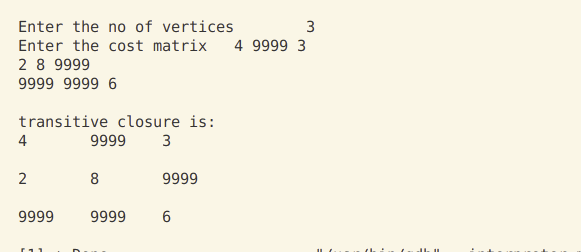 Enter the no of vertices 3
Enter the cost matrix 4 9999 3
2 8 9999
9999 9999 6
transitive closure is:
4 9999 3
2 8 9999
9999 9999 6